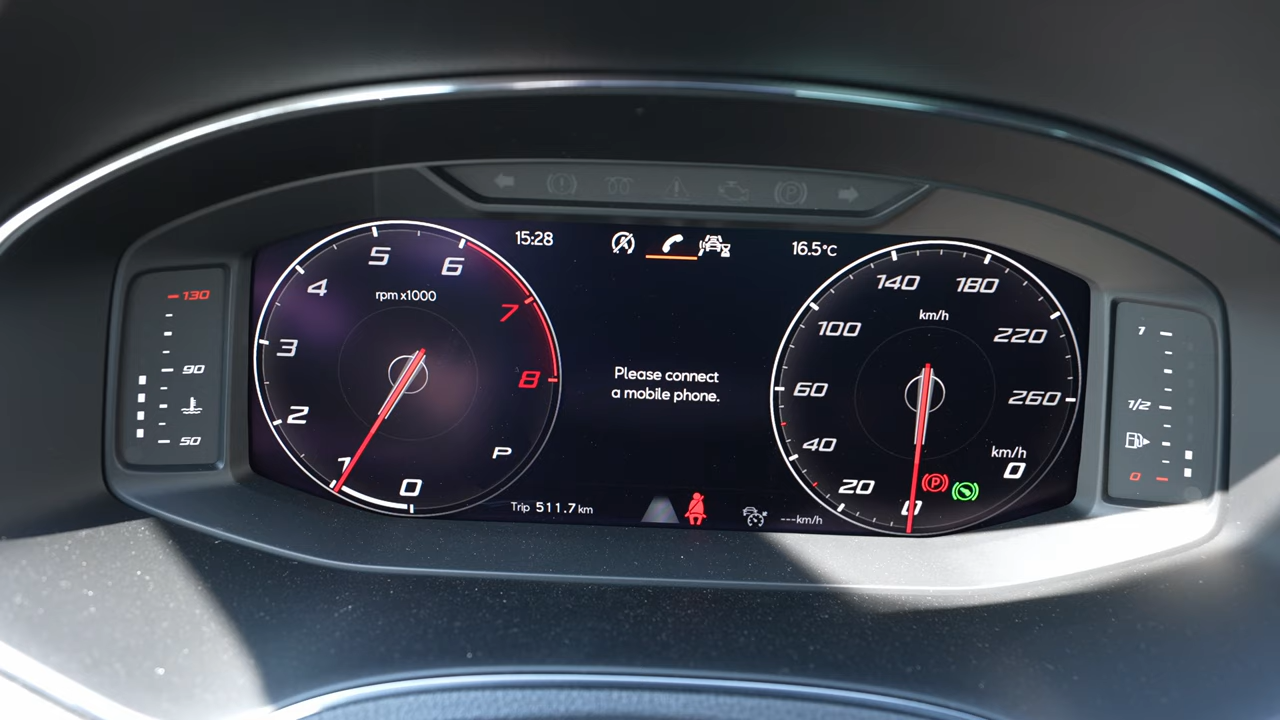 15:28
16.5°C
130
90
50
rpm x1000
0
1
2
3
4
5
6
7
8
P
Please connect
a mobile phone.
Trip 511.7 km
---km/h
km/h
0
20
40
60
100
140
180
220
260
km/h
0
P
P
1
1/2
0